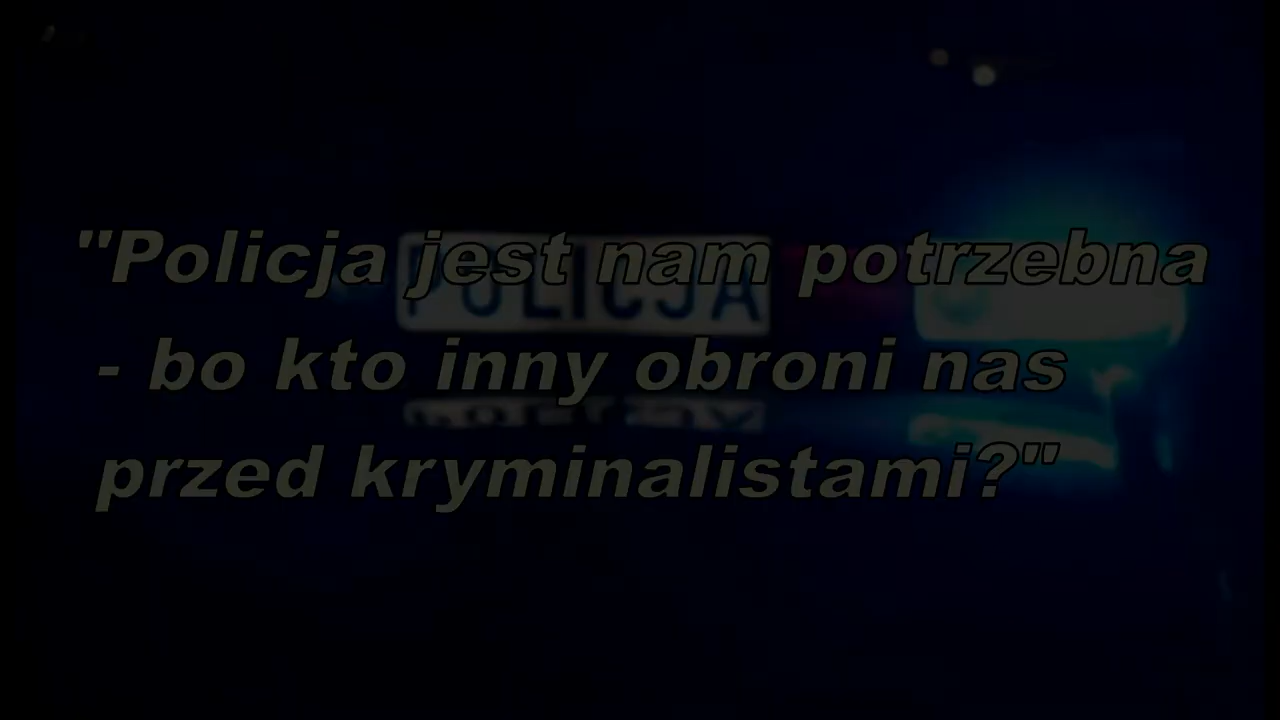 "Policja jest nam potrzebna
POLICJA
- bo kto inny obroni nas
przed kryminalistami?"